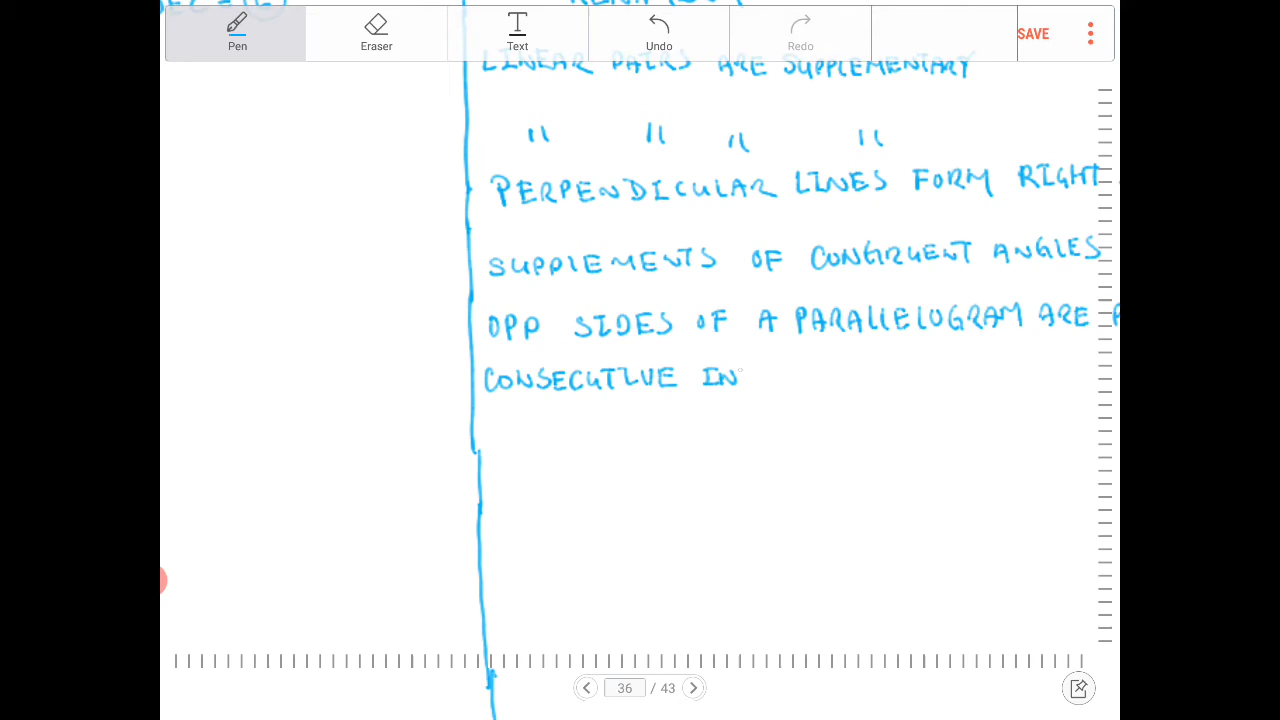 Pen Eraser Text Undo Redo SAVE
LINEAR PAIRS ARE SUPPLEMENTARY
" " " "
PERPENDICULAR LINES FORM RIGHT
SUPPLEMENTS OF CONGRUENT ANGLES
OPP SIDES OF A PARALLELOGRAM ARE
CONSECUTIVE IN
36 / 43